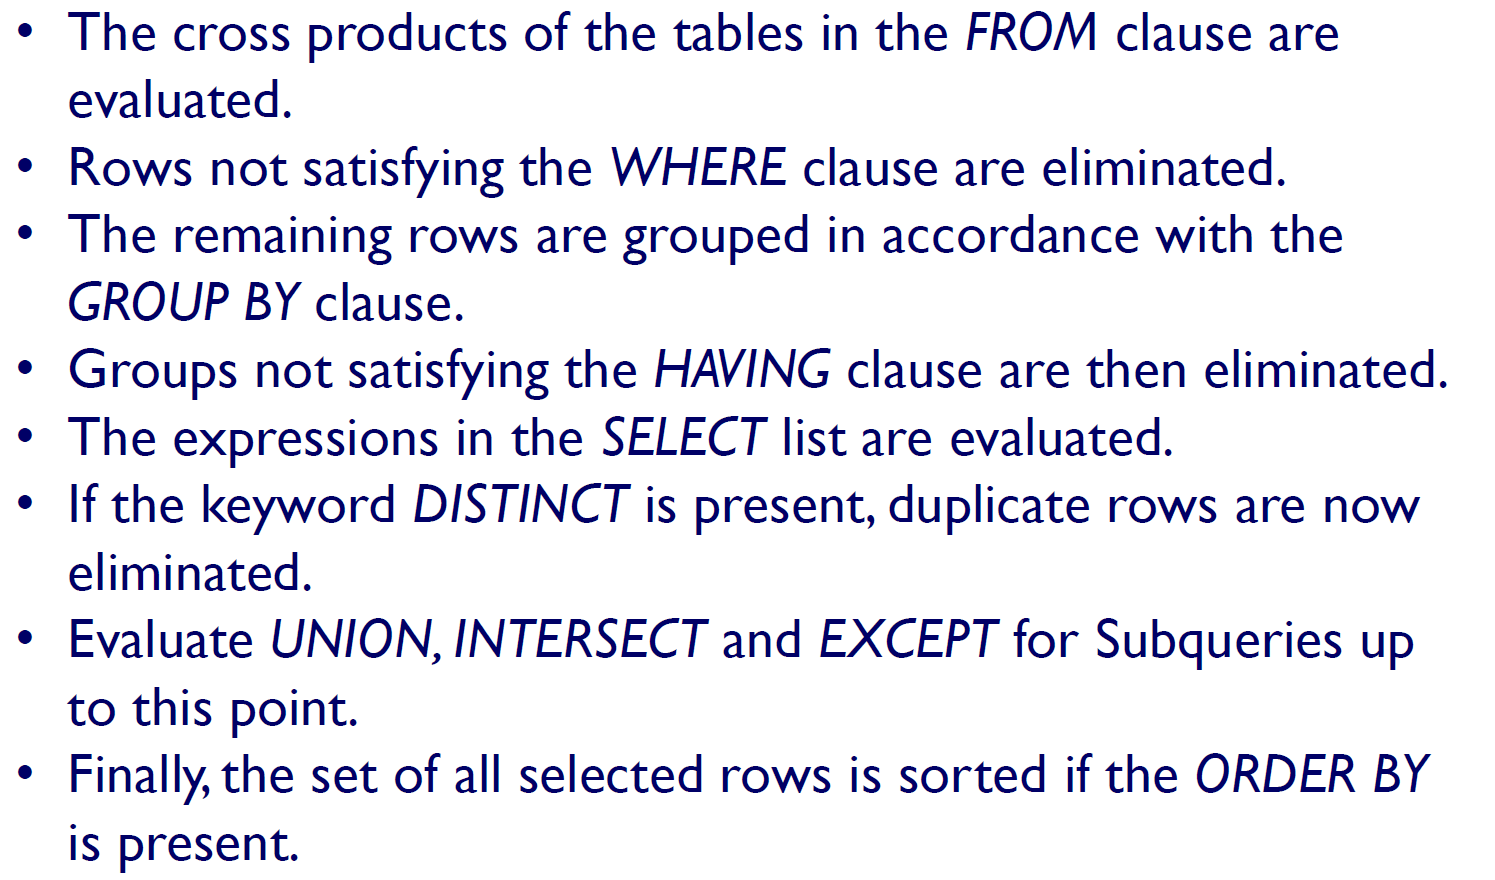 • The cross products of the tables in the FROM clause are
evaluated.
• Rows not satisfying the WHERE clause are eliminated.
• The remaining rows are grouped in accordance with the
GROUP BY clause.
• Groups not satisfying the HAVING clause are then eliminated.
• The expressions in the SELECT list are evaluated.
• If the keyword DISTINCT is present, duplicate rows are now
eliminated.
• Evaluate UNION, INTERSECT and EXCEPT for Subqueries up
to this point.
• Finally, the set of all selected rows is sorted if the ORDER BY
is present.